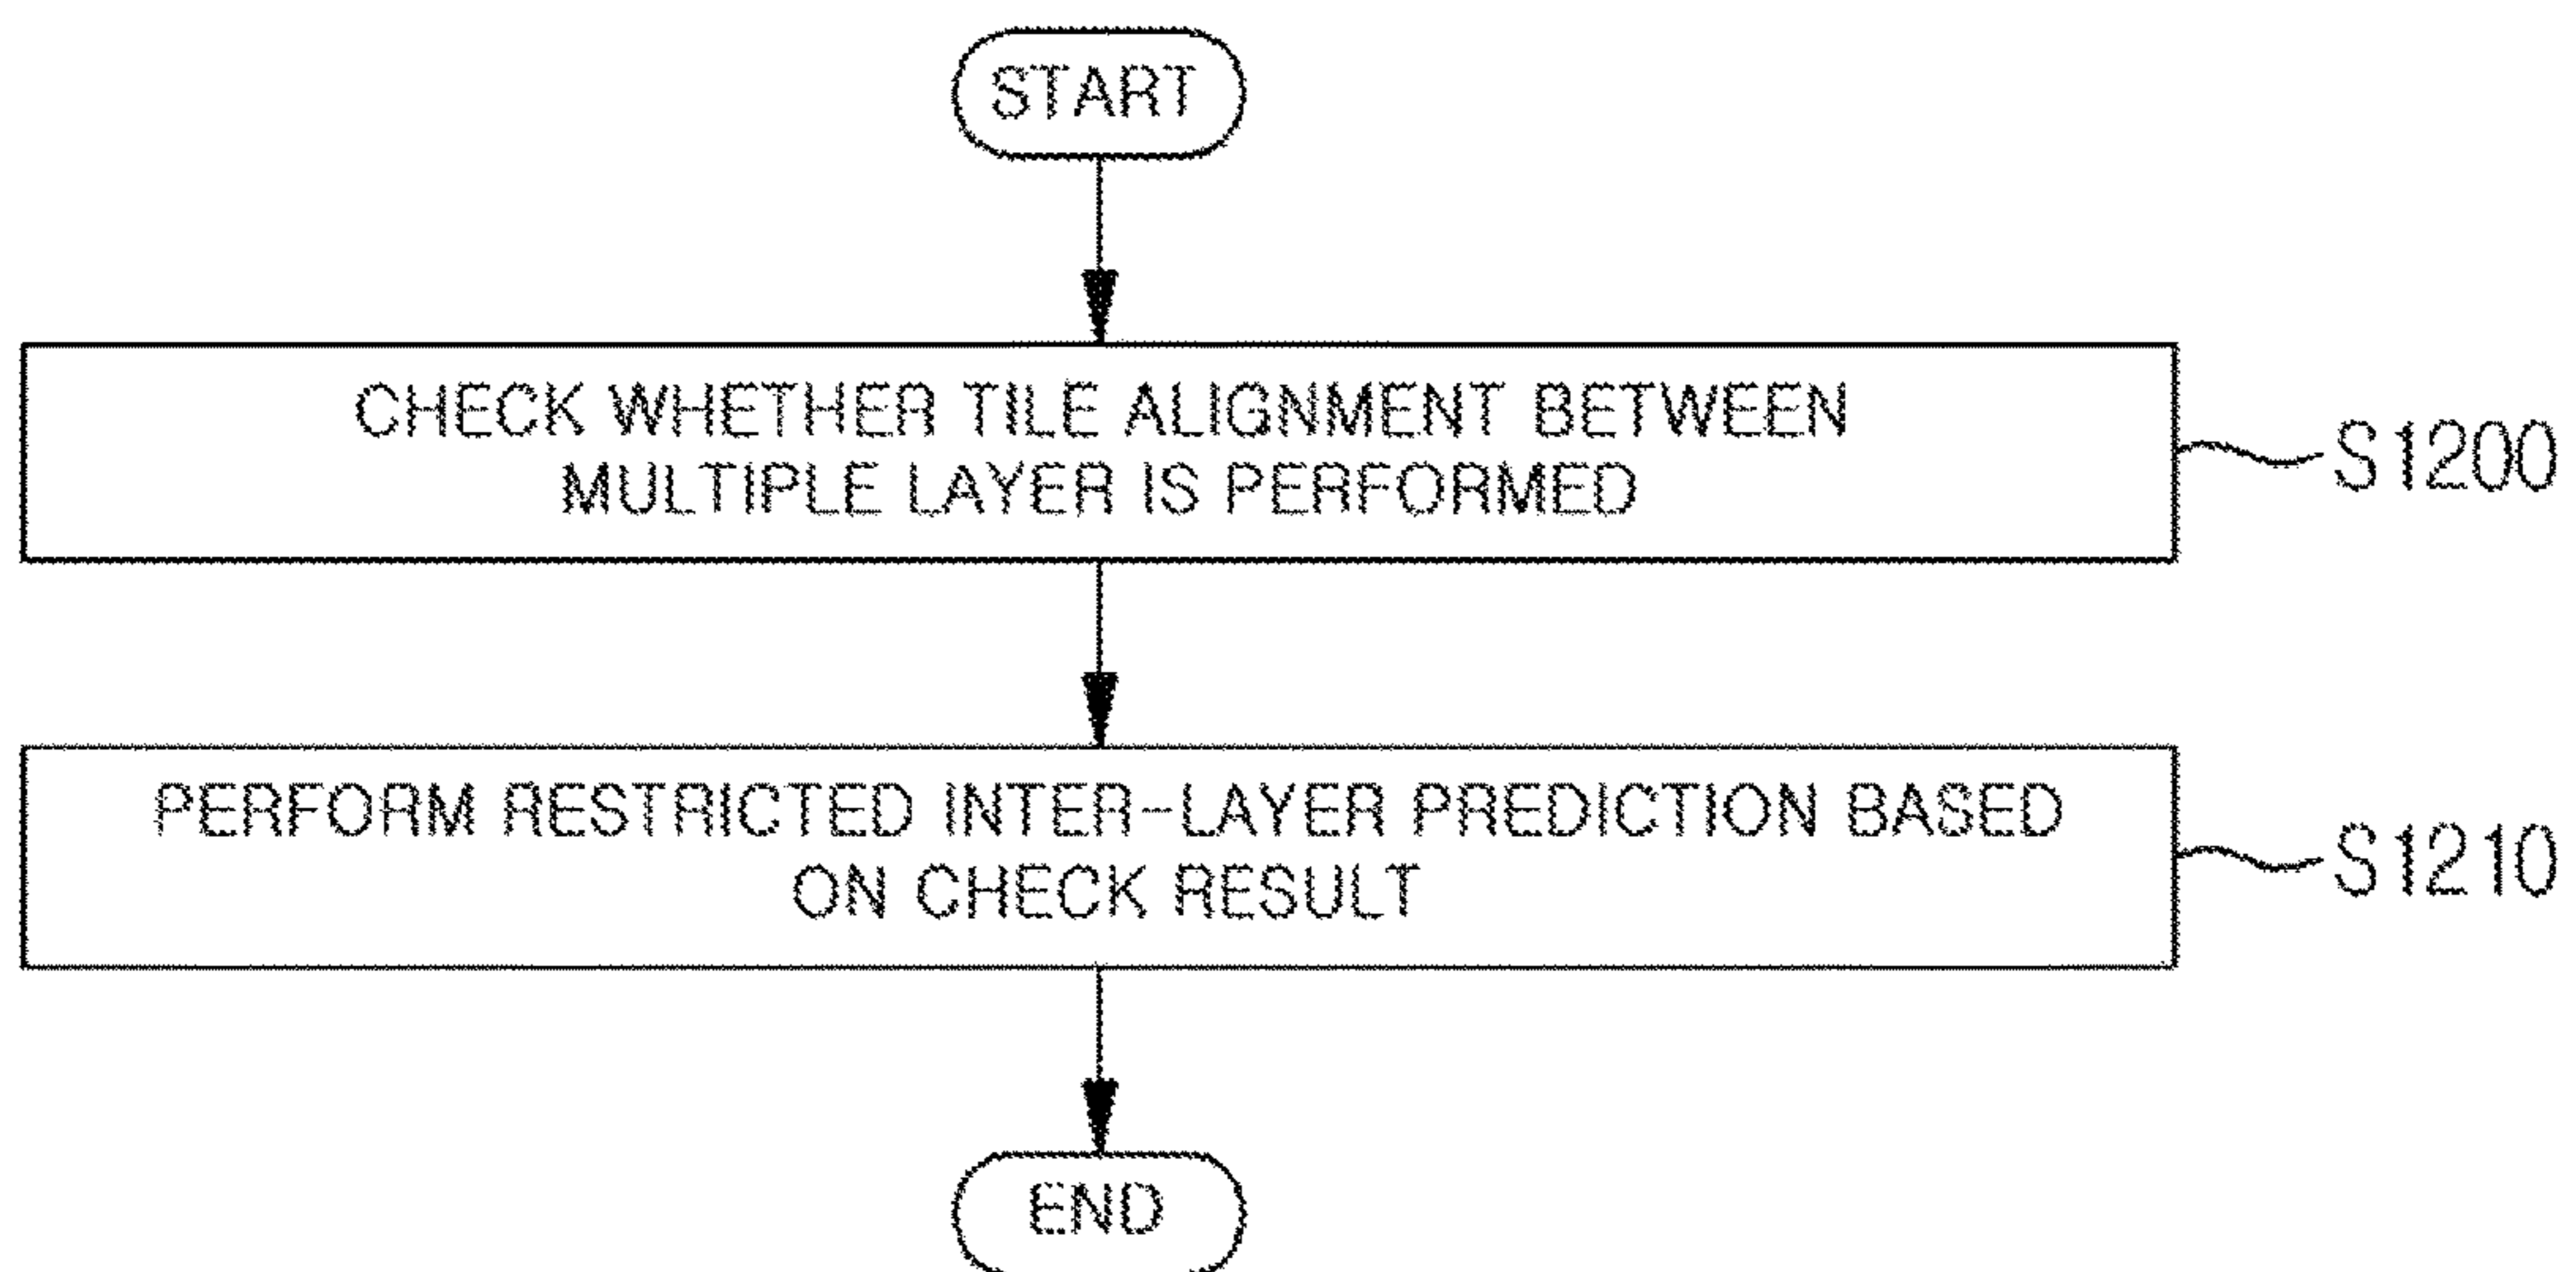 START
CHECK WHETHER TILE ALIGNMENT BETWEEN
MULTIPLE LAYER IS PERFORMED
S1200
PERFORM RESTRICTED INTER-LAYER PREDICTION BASED
ON CHECK RESULT
S1210
END